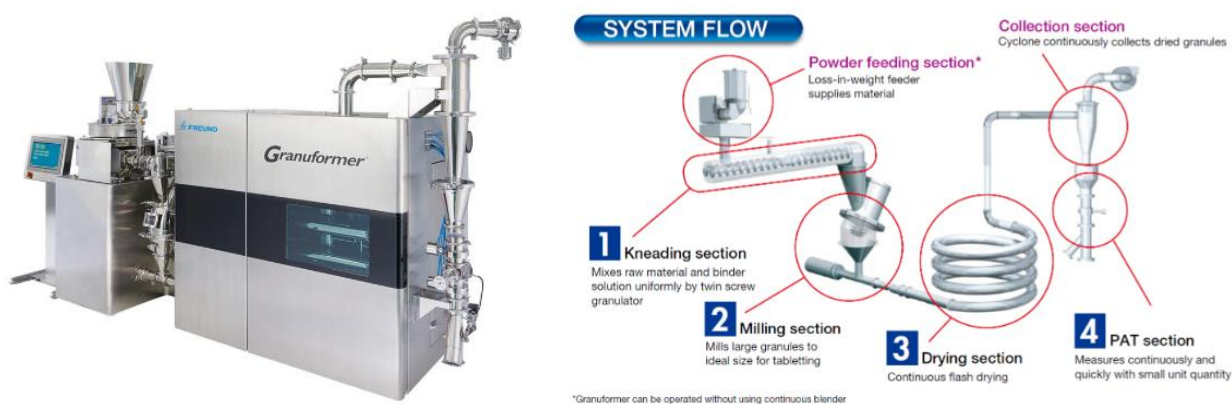 FREUND
Granuformer
SYSTEM FLOW
Powder feeding section*
Loss-in-weight feeder
supplies material
Collection section
Cyclone continuously collects dried granules
1 Kneading section
Mixes raw material and binder
solution uniformly by twin screw
granulator
2 Milling section
Mills large granules to
ideal size for tabletting
3 Drying section
Continuous flash drying
4 PAT section
Measures continuously and
quickly with small unit quantity
*Granuformer can be operated without using continuous blender